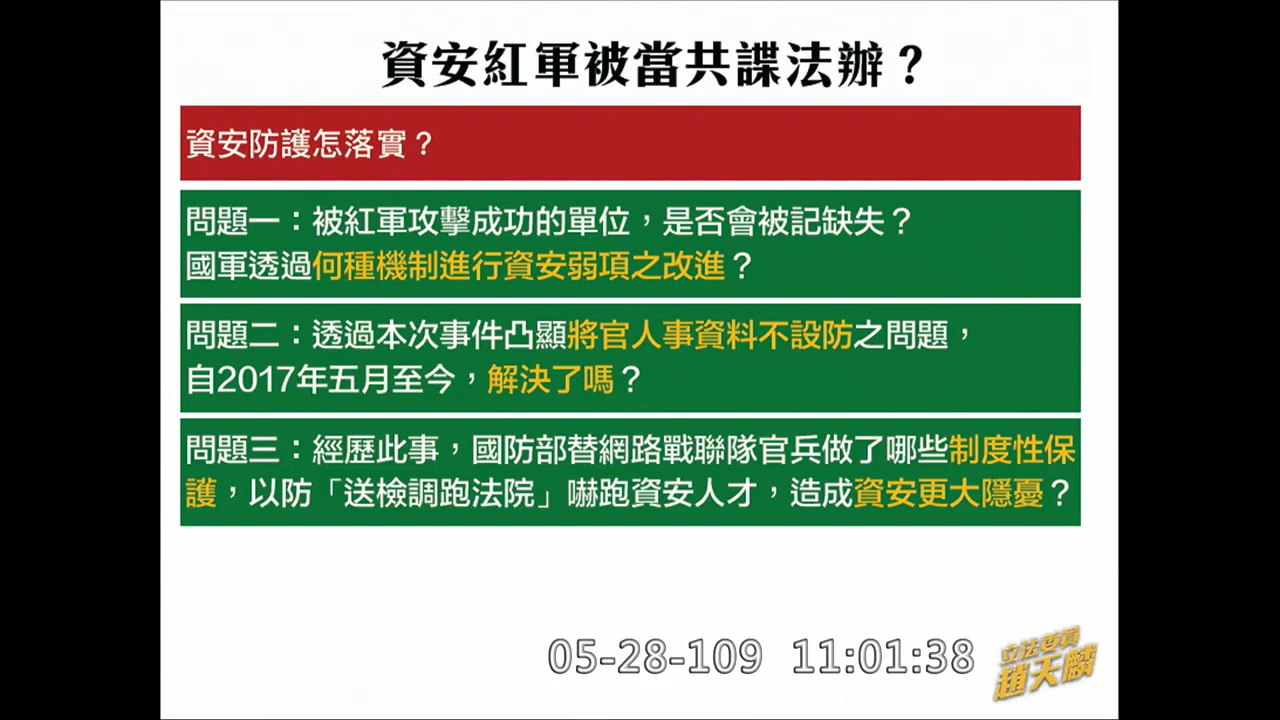 資安紅軍被當共諜法辦？
資安防護怎落實？
問題一：被紅軍攻擊成功的單位，是否會被記缺失？
國軍透過何種機制進行資安弱項之改進？
問題二：透過本次事件凸顯將官人事資料不設防之問題，
自2017年五月至今，解決了嗎？
問題三：經歷此事，國防部替網路戰聯隊官兵做了哪些制度性保
護，以防「送檢調跑法院」嚇跑資安人才，造成資安更大隱憂？
05-28-109 11:01:38
立法委員
趙天麟